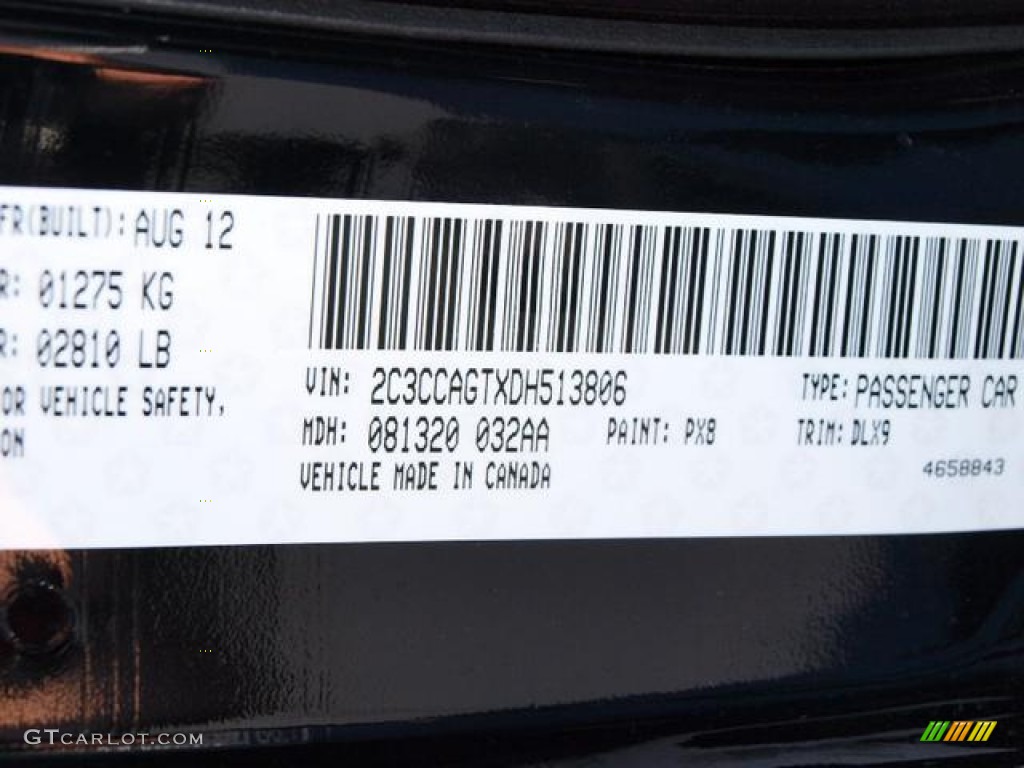 FR(BUILT): AUG 12
R: 01275 KG
R: 02810 LB
OR VEHICLE SAFETY,
ON
VIN: 2C3CCAGTXDH513806 TYPE: PASSENGER CAR
MDH: 081320 032AA PAINT: PX8 TRIM: DLX9
VEHICLE MADE IN CANADA 4658843
GTCARLOT.COM